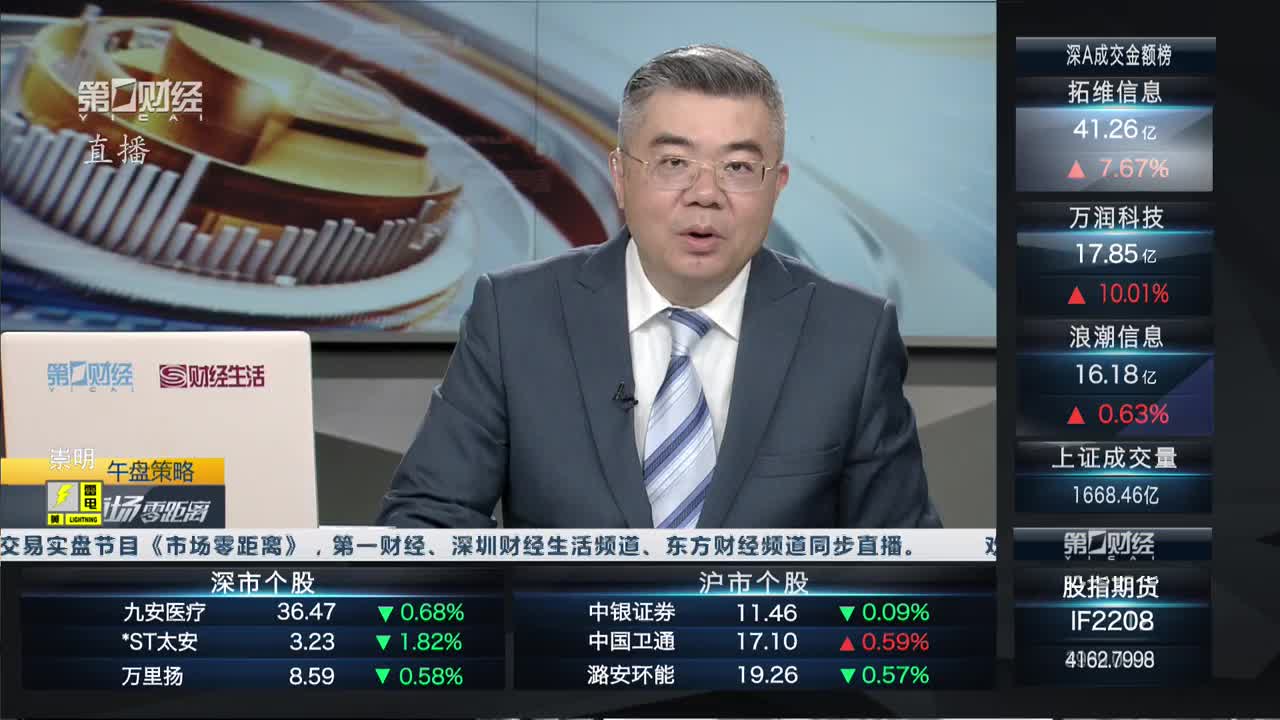 第一财经
YICAI
直播
第一财经 财经生活
YICAI
崇明
午盘策略
雷电
黄 LIGHTNING
市场零距离
交易实盘节目《市场零距离》，第一财经、深圳财经生活频道、东方财经频道同步直播。 欢
深市个股
九安医疗 36.47 ▼0.68%
*ST太安 3.23 ▼1.82%
万里扬 8.59 ▼0.58%
沪市个股
中银证券 11.46 ▼0.09%
中国卫通 17.10 ▲0.59%
潞安环能 19.26 ▼0.57%
深A成交金额榜
拓维信息
41.26亿
▲ 7.67%
万润科技
17.85亿
▲ 10.01%
浪潮信息
16.18亿
▲ 0.63%
上证成交量
1668.46亿
第一财经
YICAI
股指期货
IF2208